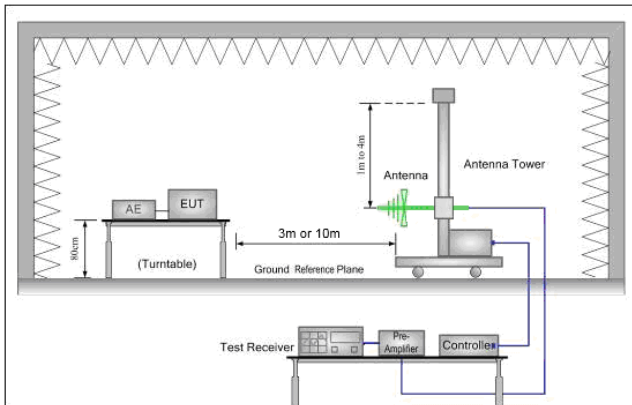 1m to 4m
Antenna
Antenna Tower
AE
EUT
80cm
(Turntable)
3m or 10m
Ground Reference Plane
Test Receiver
Pre-
Amplifier
Controlle